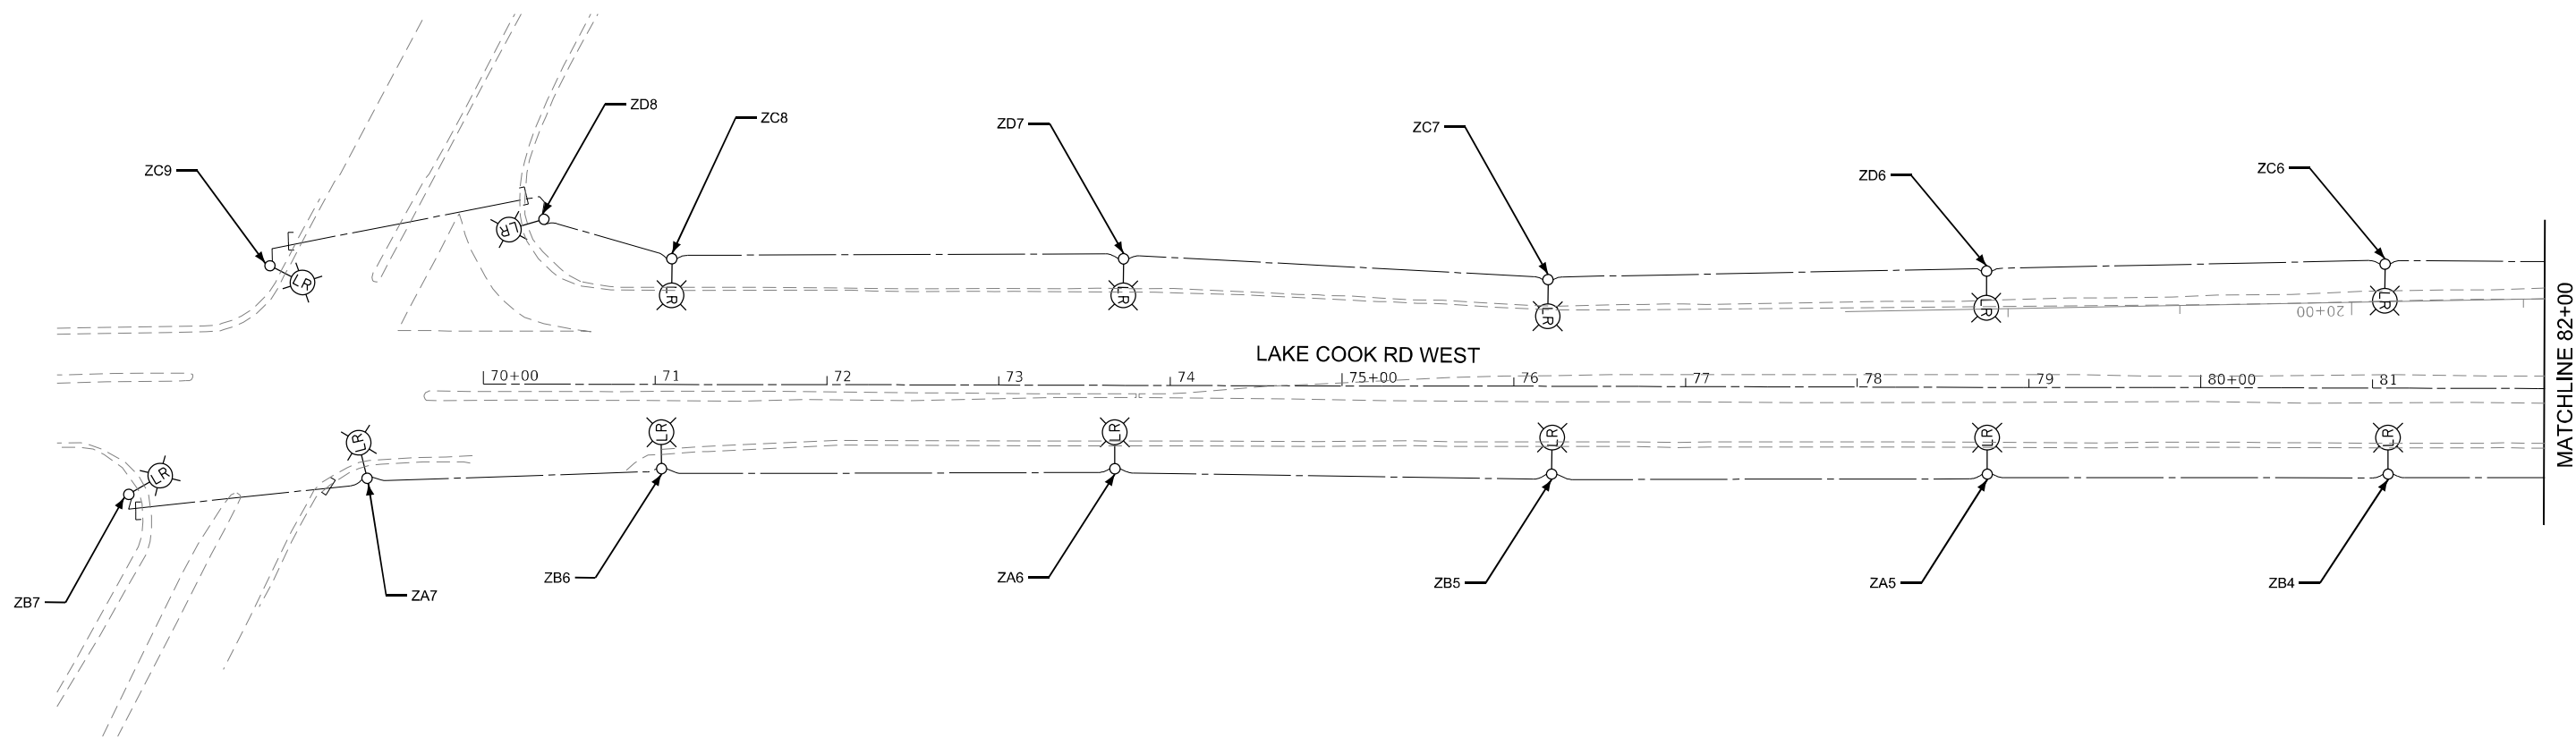 ZD8
ZC8
ZD7
ZC7
ZC9
ZD6
ZC6
LR
LR
LR
LR
LR
LR
LR
20+00
MATCHLINE 82+00
LAKE COOK RD WEST
70+00 71 72 73 74 75+00 76 77 78 79 80+00 81
LR
LR
LR
LR
LR
LR
LR
ZB7
ZA7
ZB6
ZA6
ZB5
ZA5
ZB4